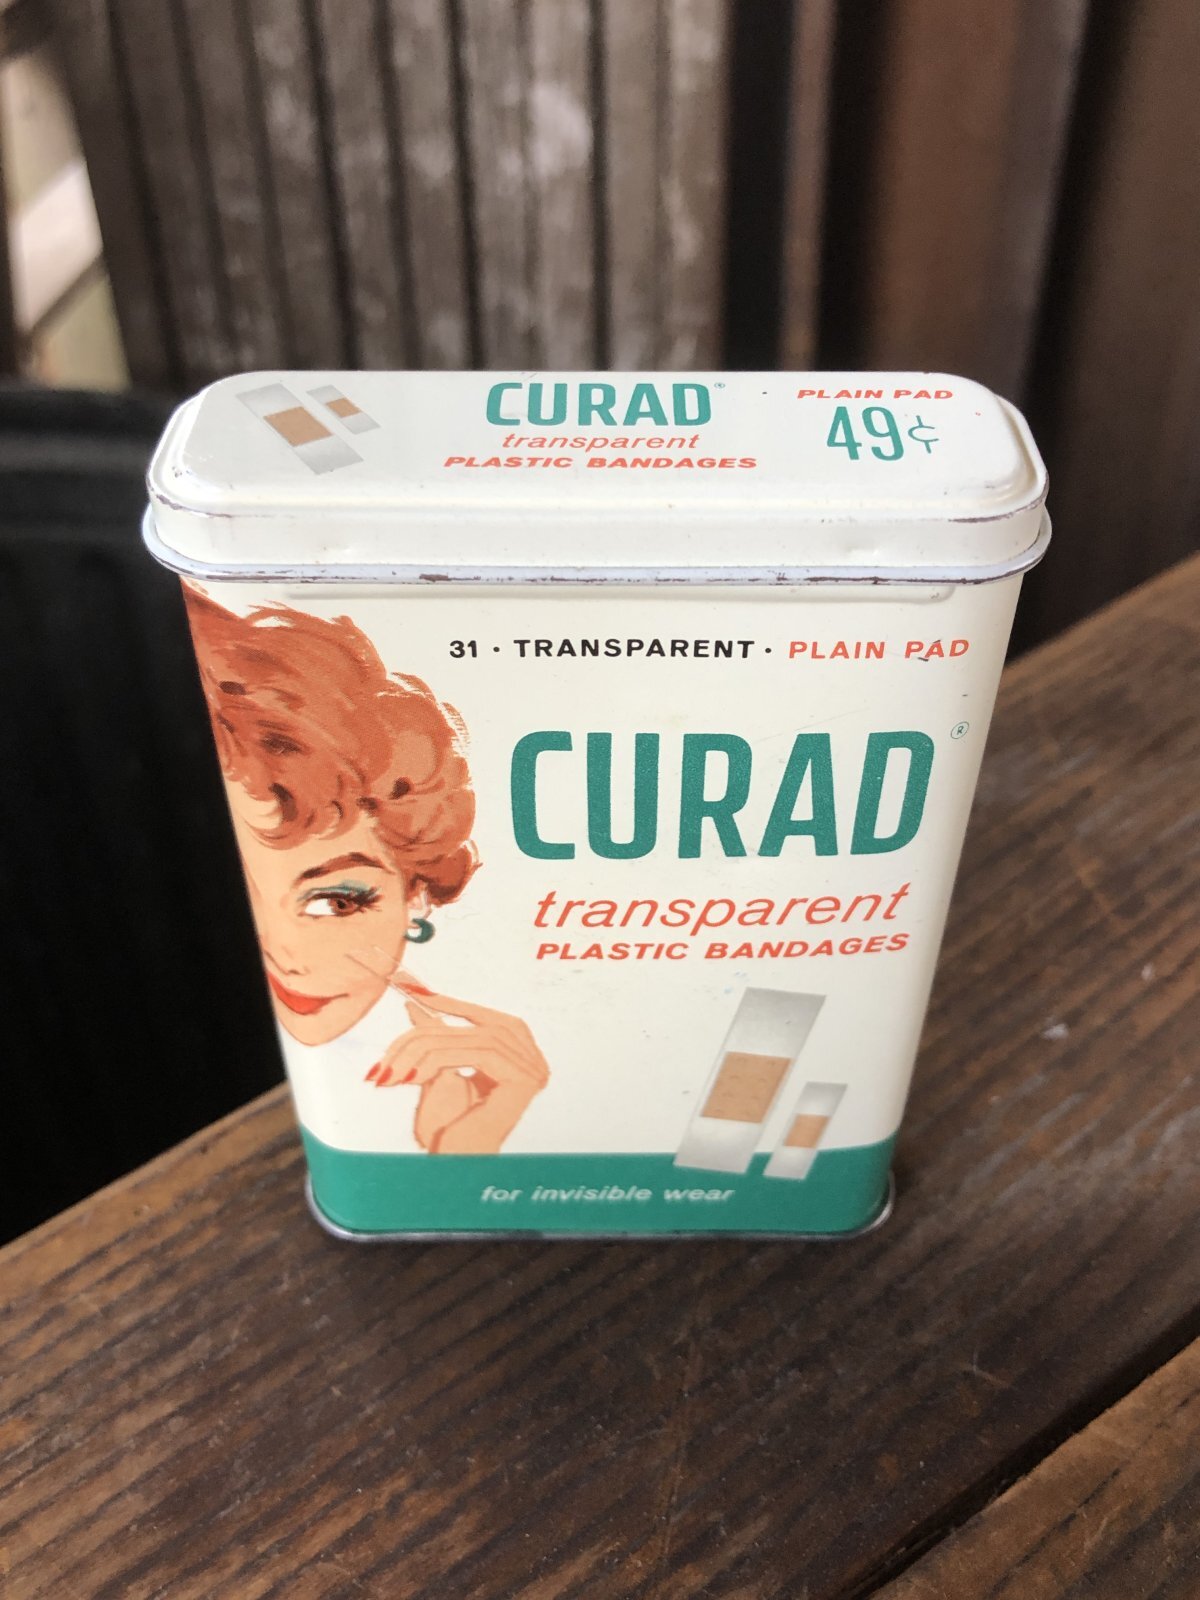 CURAD®
transparent
PLASTIC BANDAGES
PLAIN PAD
49¢
31 · TRANSPARENT · PLAIN PAD
CURAD®
transparent
PLASTIC BANDAGES
for invisible wear